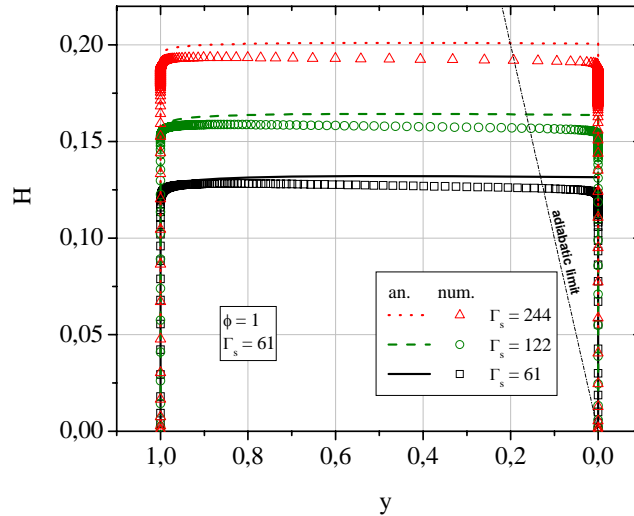 0,20
0,15
0,10
0,05
0,00
H
1,0 0,8 0,6 0,4 0,2 0,0
y
adiabatic limit
ϕ = 1
Γs = 61
an. num.
Γs = 244
Γs = 122
Γs = 61